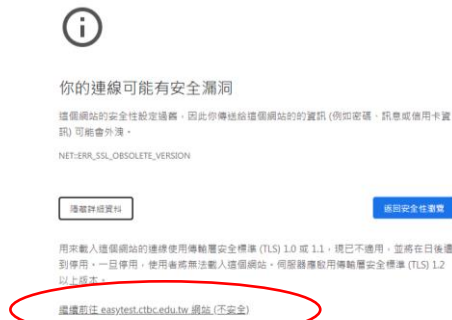 你的連線可能有安全漏洞
這個網站的安全性設定過舊，因此你傳送給這個網站的的資訊 (例如密碼、訊息或信用卡資
訊) 可能會外洩。
NET::ERR_SSL_OBSOLETE_VERSION
隱藏詳細資料
返回安全性瀏覽
用來載入這個網站的連線使用傳輸層安全標準 (TLS) 1.0 或 1.1，現已不適用，並將在日後遭
到停用。一旦停用，使用者將無法載入這個網站。伺服器應啟用傳輸層安全標準 (TLS) 1.2
以上版本。
繼續前往 easytest.ctbc.edu.tw 網站 (不安全)